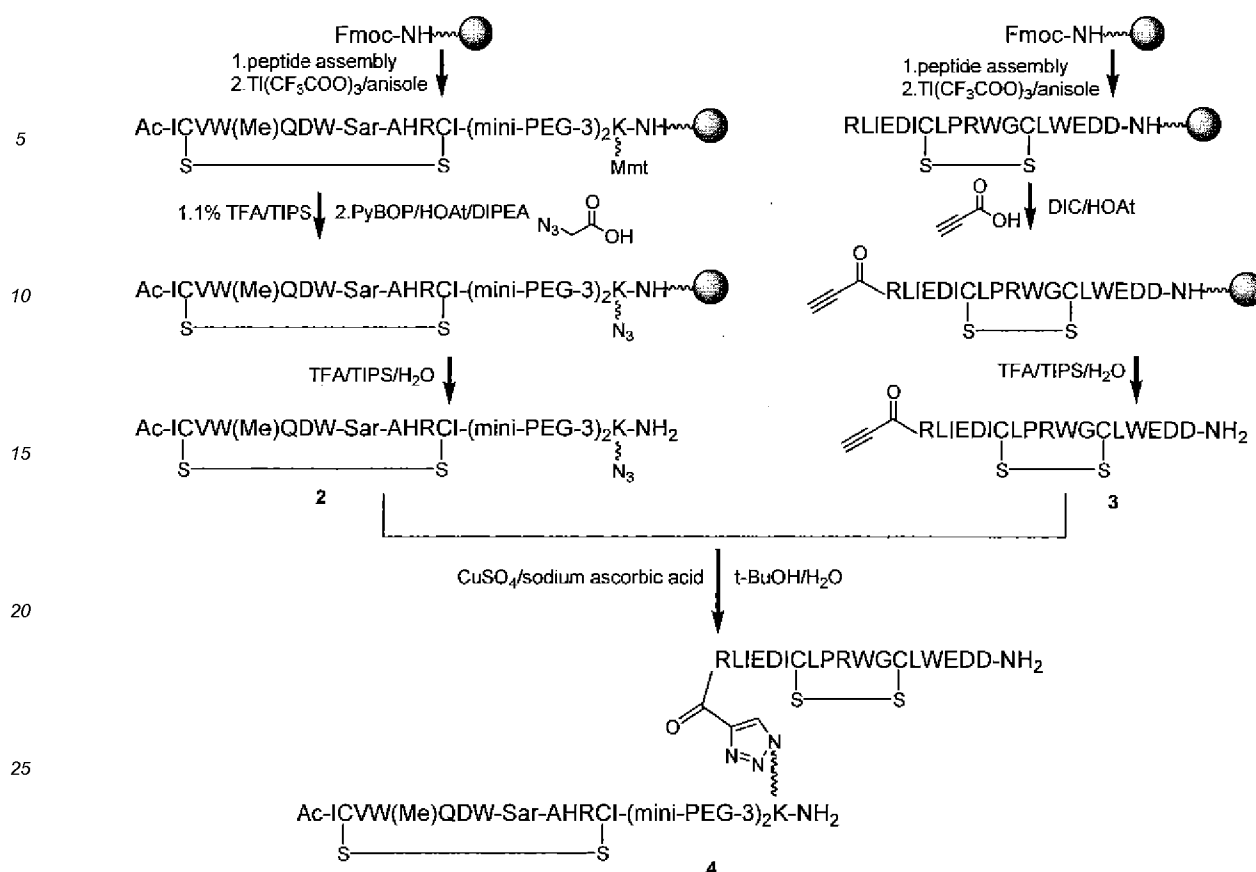 Fmoc-NH
Fmoc-NH
1.peptide assembly
2.Tl(CF3COO)3/anisole
1.peptide assembly
2.Tl(CF3COO)3/anisole
5
Ac-ICVW(Me)QDW-Sar-AHRCI-(mini-PEG-3)2K-NH
S S
Mmt
RLIEDICLPRWGCLWEDD-NH
S S
1.1% TFA/TIPS
2.PyBOP/HOAt/DIPEA
N3 O OH
O OH
DIC/HOAt
10
Ac-ICVW(Me)QDW-Sar-AHRCI-(mini-PEG-3)2K-NH
S S
N3
O
RLIEDICLPRWGCLWEDD-NH
S S
TFA/TIPS/H2O
TFA/TIPS/H2O
15
Ac-ICVW(Me)QDW-Sar-AHRCI-(mini-PEG-3)2K-NH2
S S
N3
2
O
RLIEDICLPRWGCLWEDD-NH2
S S
3
CuSO4/sodium ascorbic acid
t-BuOH/H2O
20
RLIEDICLPRWGCLWEDD-NH2
S S
O
N
N=N
25
Ac-ICVW(Me)QDW-Sar-AHRCI-(mini-PEG-3)2K-NH2
S S
4